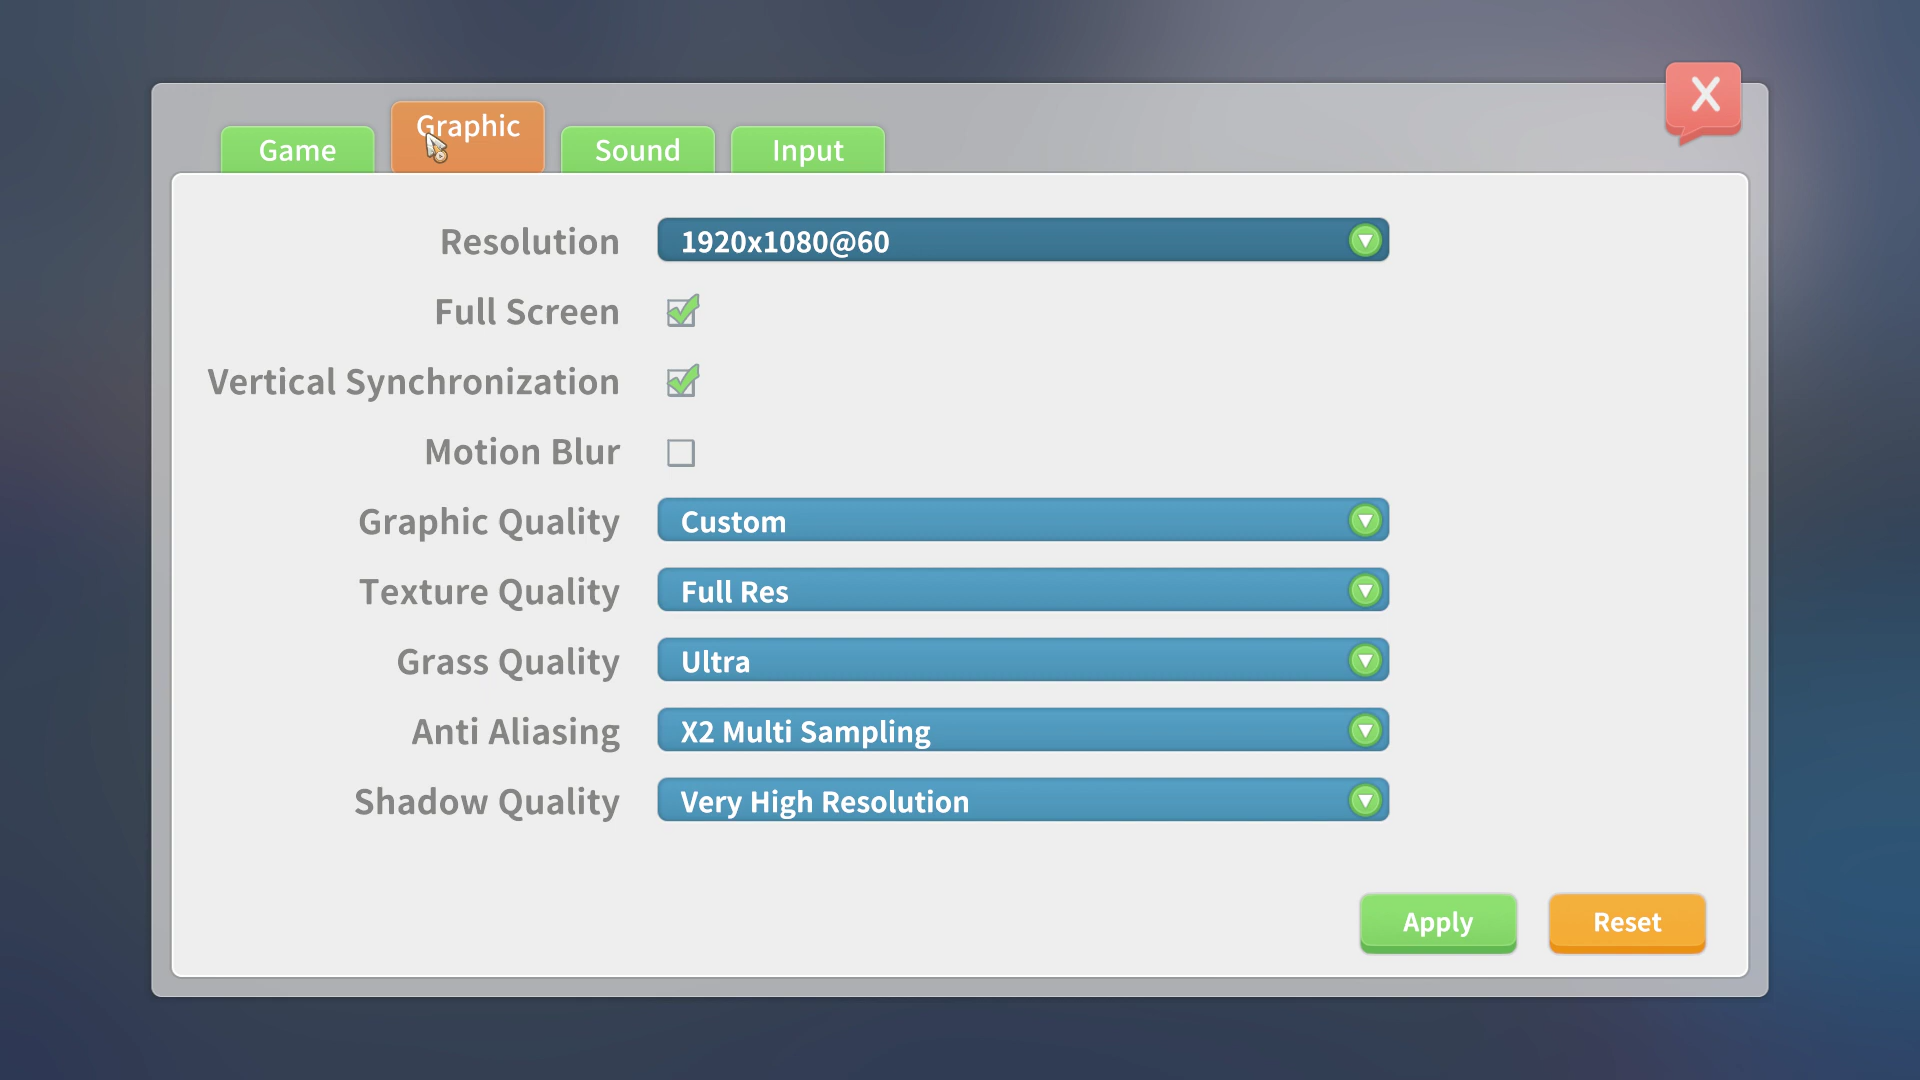 X
Game
Graphic
Sound
Input
Resolution
1920x1080@60
Full Screen
Vertical Synchronization
Motion Blur
Graphic Quality
Custom
Texture Quality
Full Res
Grass Quality
Ultra
Anti Aliasing
X2 Multi Sampling
Shadow Quality
Very High Resolution
Apply
Reset